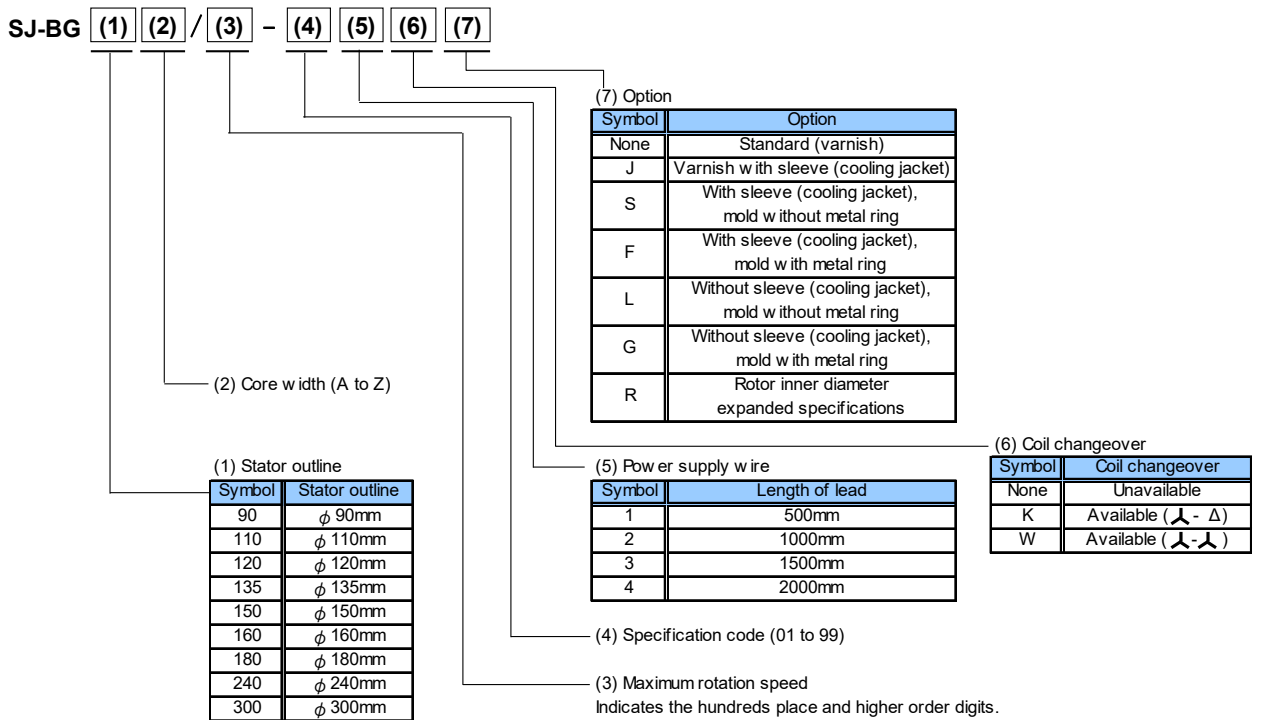 SJ-BG (1) (2) / (3) - (4) (5) (6) (7)
(7) Option
Symbol Option
None Standard (varnish)
J Varnish with sleeve (cooling jacket)
S With sleeve (cooling jacket),
mold without metal ring
F With sleeve (cooling jacket),
mold with metal ring
L Without sleeve (cooling jacket),
mold without metal ring
G Without sleeve (cooling jacket),
mold with metal ring
R Rotor inner diameter
expanded specifications
(6) Coil changeover
Symbol Coil changeover
None Unavailable
K Available (⅄ - Δ)
W Available (⅄-⅄)
(5) Power supply wire
Symbol Length of lead
1 500mm
2 1000mm
3 1500mm
4 2000mm
(4) Specification code (01 to 99)
(3) Maximum rotation speed
Indicates the hundreds place and higher order digits.
(2) Core width (A to Z)
(1) Stator outline
Symbol Stator outline
90 φ 90mm
110 φ 110mm
120 φ 120mm
135 φ 135mm
150 φ 150mm
160 φ 160mm
180 φ 180mm
240 φ 240mm
300 φ 300mm